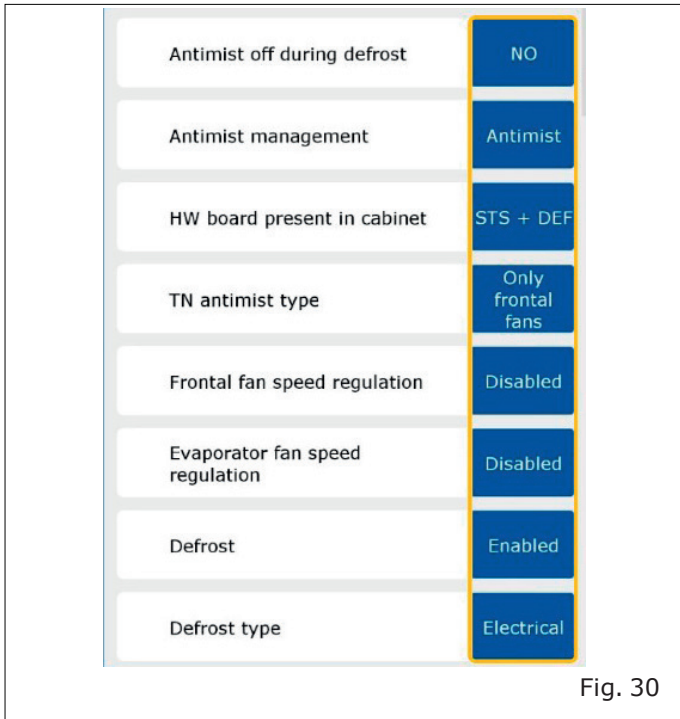 Antimist off during defrost
NO
Antimist management
Antimist
HW board present in cabinet
STS + DEF
TN antimist type
Only
frontal
fans
Frontal fan speed regulation
Disabled
Evaporator fan speed
regulation
Disabled
Defrost
Enabled
Defrost type
Electrical
Fig. 30